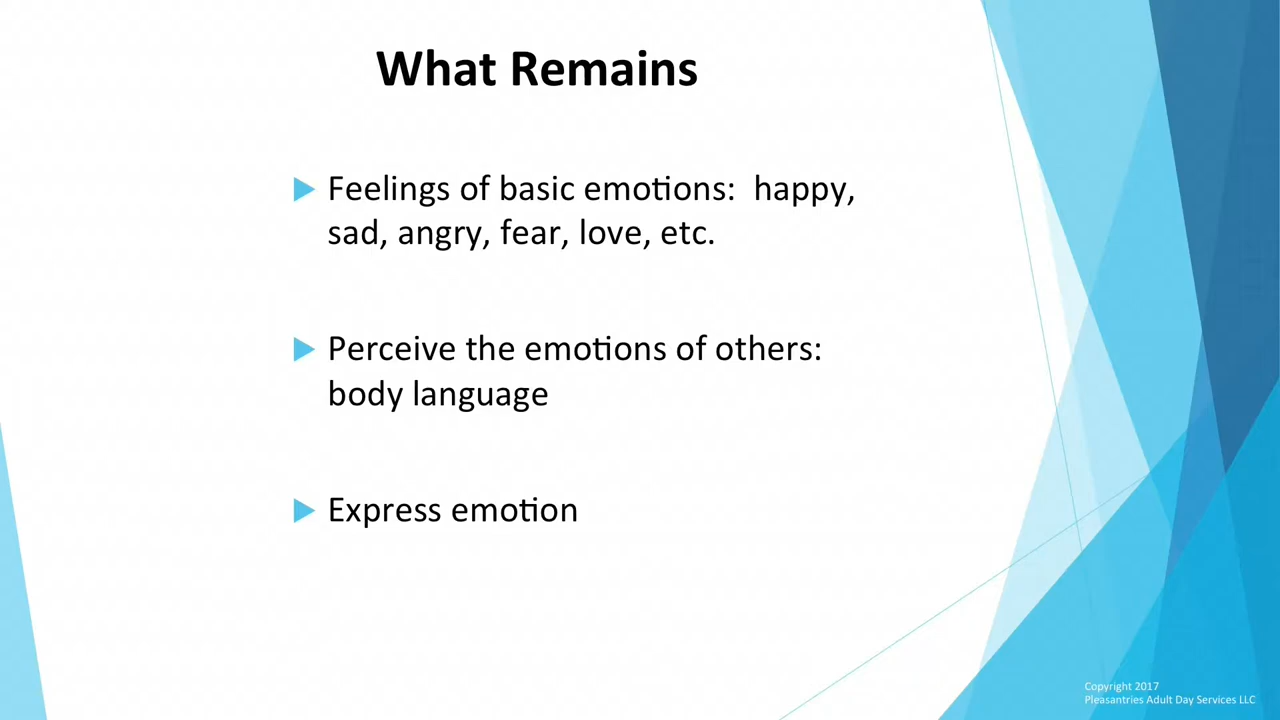 What Remains
Feelings of basic emotions:  happy,
sad, angry, fear, love, etc.
Perceive the emotions of others:
body language
Express emotion
Copyright 2017
Pleasantries Adult Day Services LLC